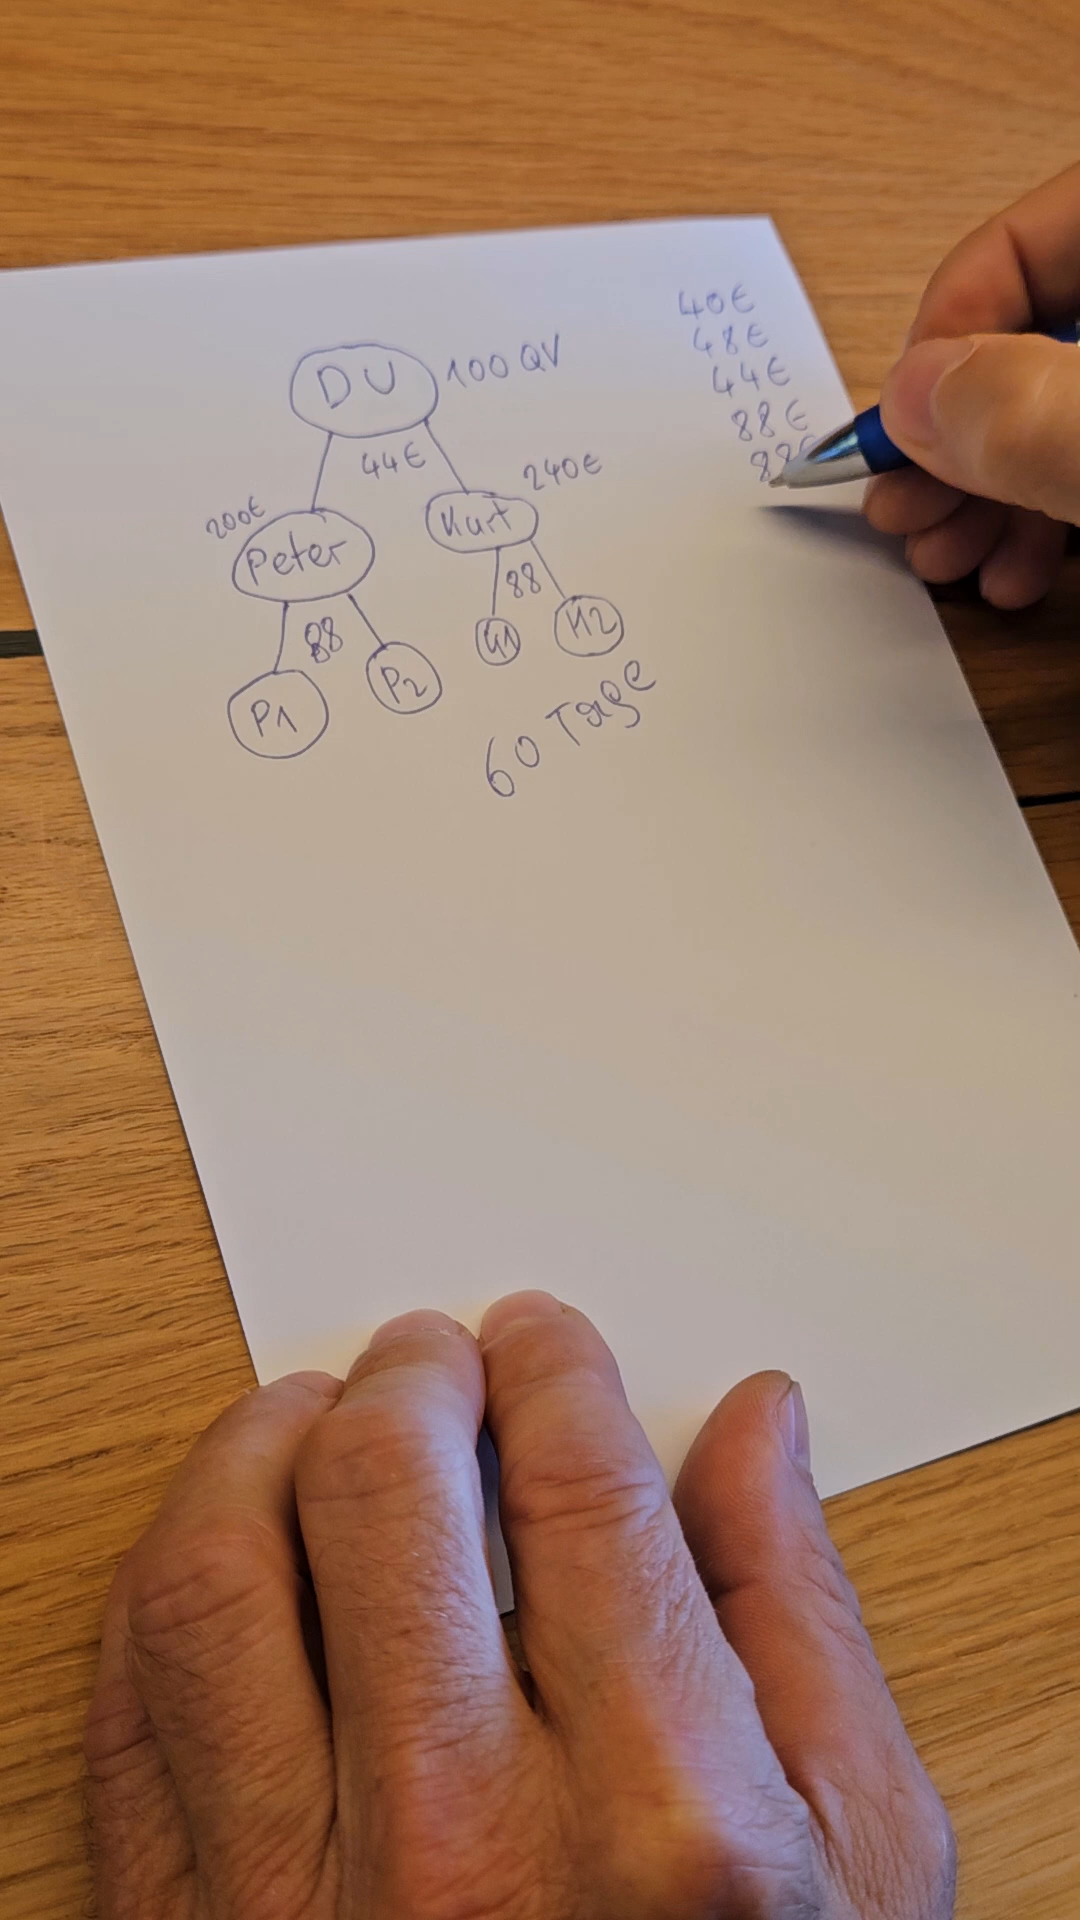 40€
48€
44€
88€
88€
DU
100 QV
44€
240€
200€
Peter
Kurt
88
88
K1
K2
P1
P2
60 Tage